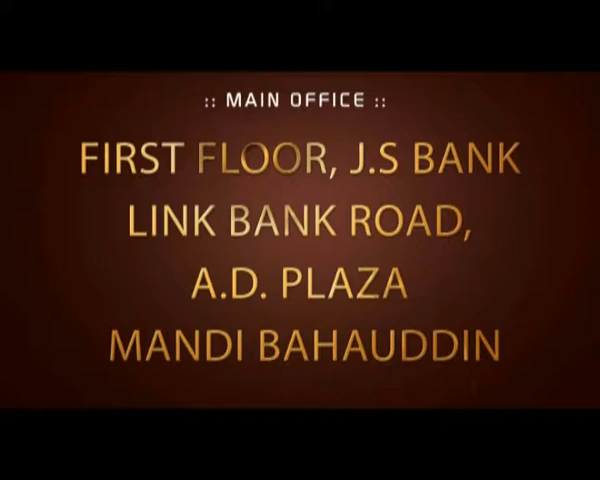 :: MAIN OFFICE ::
FIRST FLOOR, J.S BANK
LINK BANK ROAD,
A.D. PLAZA
MANDI BAHAUDDIN